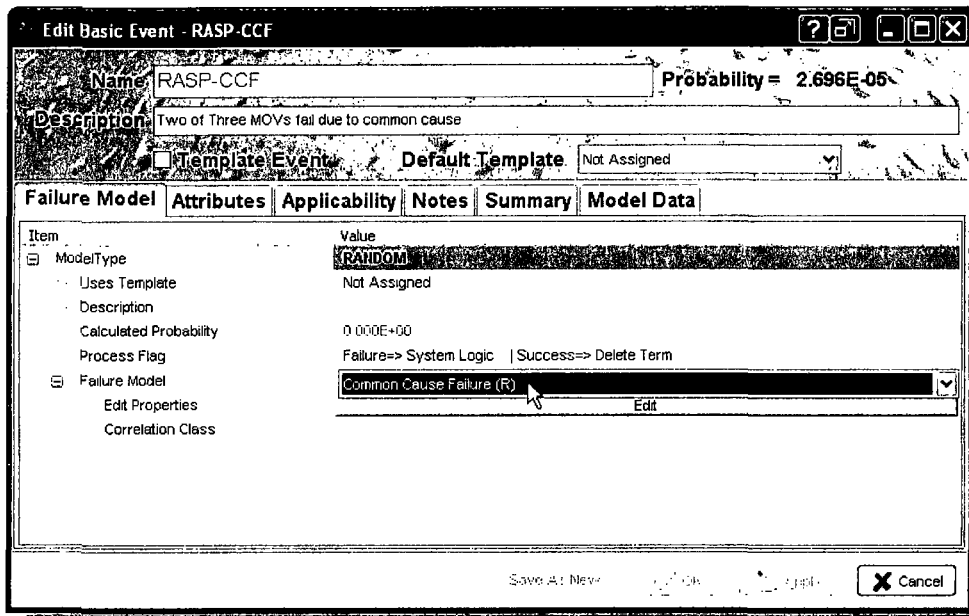 Edit Basic Event - RASP-CCF
Name RASP-CCF Probability = 2.696E-05
Description Two of Three MOVs fail due to common cause
Template Event Default Template Not Assigned
Failure Model Attributes Applicability Notes Summary Model Data
Item Value
ModelType RANDOM
Uses Template Not Assigned
Description
Calculated Probability 0 000E+00
Process Flag Failure=> System Logic | Success=> Delete Term
Failure Model Common Cause Failure (R)
Edit Properties Edit
Correlation Class
Save As New Ok Apply Cancel